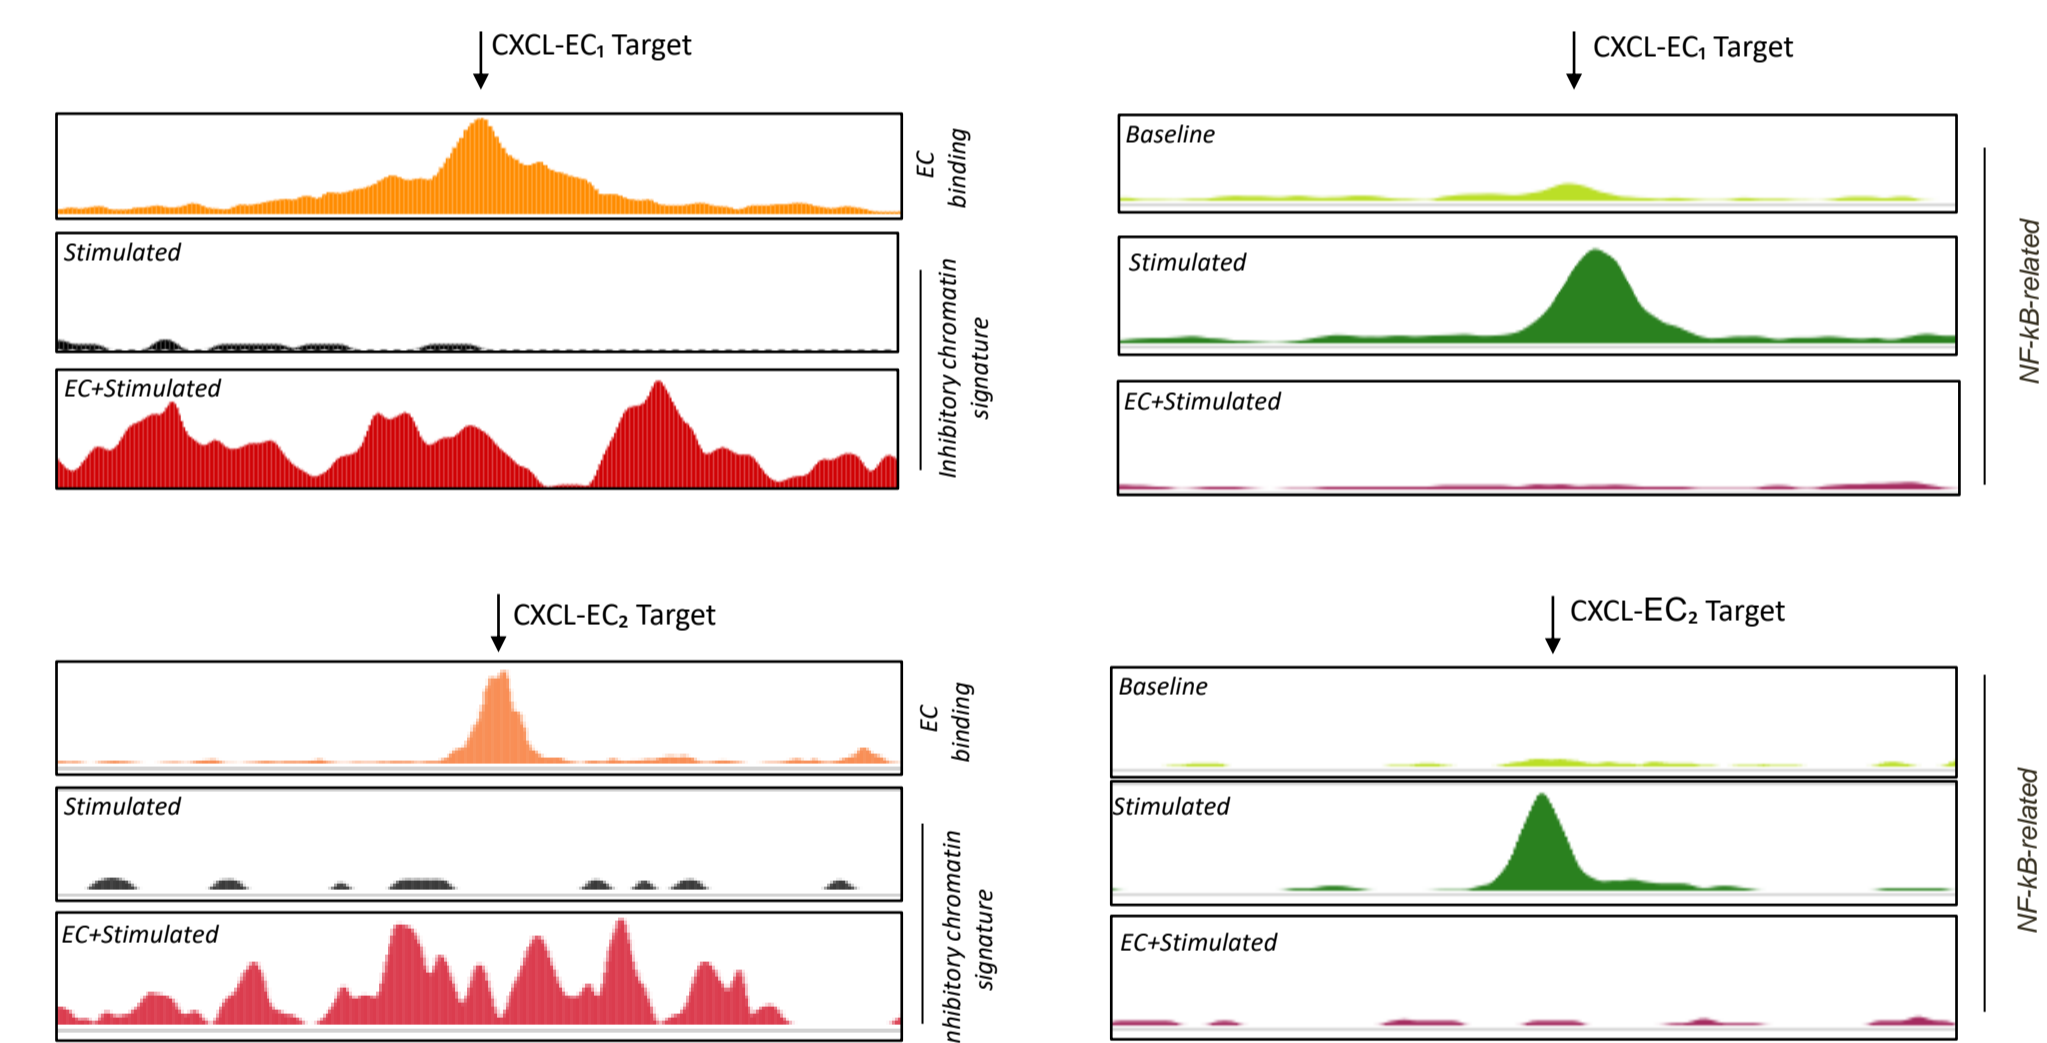 CXCL-EC₁ Target
EC
binding
Stimulated
EC+Stimulated
Inhibitory chromatin
signature
CXCL-EC₁ Target
Baseline
Stimulated
EC+Stimulated
NF-kB-related
CXCL-EC₂ Target
EC
binding
Stimulated
EC+Stimulated
nhibitory chromatin
signature
CXCL-EC₂ Target
Baseline
Stimulated
EC+Stimulated
NF-kB-related